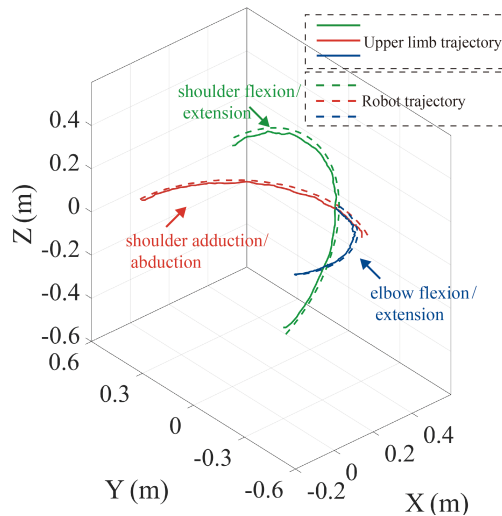 Upper limb trajectory
Robot trajectory
shoulder flexion/
extension
shoulder adduction/
abduction
elbow flexion/
extension
Z (m)
0.4
0.2
0
-0.2
-0.4
-0.6
0.6
0.3
0
-0.3
-0.6
Y (m)
-0.2
0
0.2
0.4
X (m)